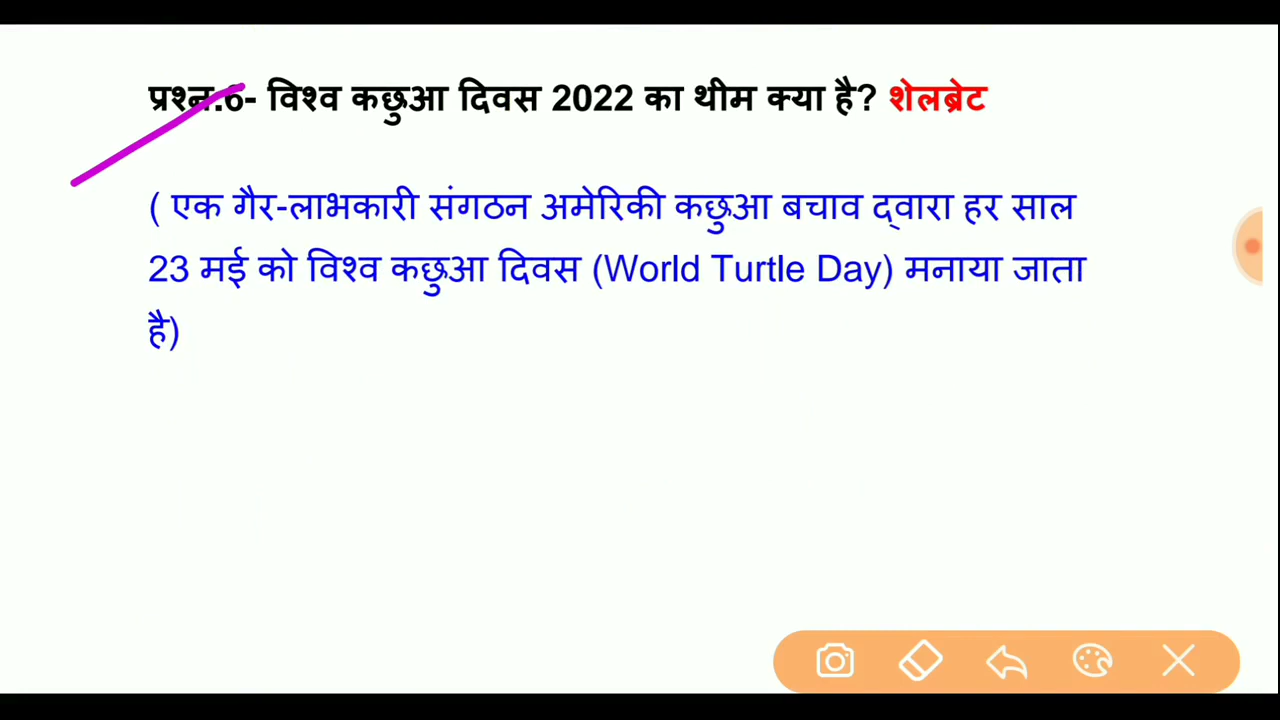 प्रश्न.6- विश्व कछुआ दिवस 2022 का थीम क्या है? शेलब्रेट
( एक गैर-लाभकारी संगठन अमेरिकी कछुआ बचाव द्वारा हर साल
23 मई को विश्व कछुआ दिवस (World Turtle Day) मनाया जाता
है)